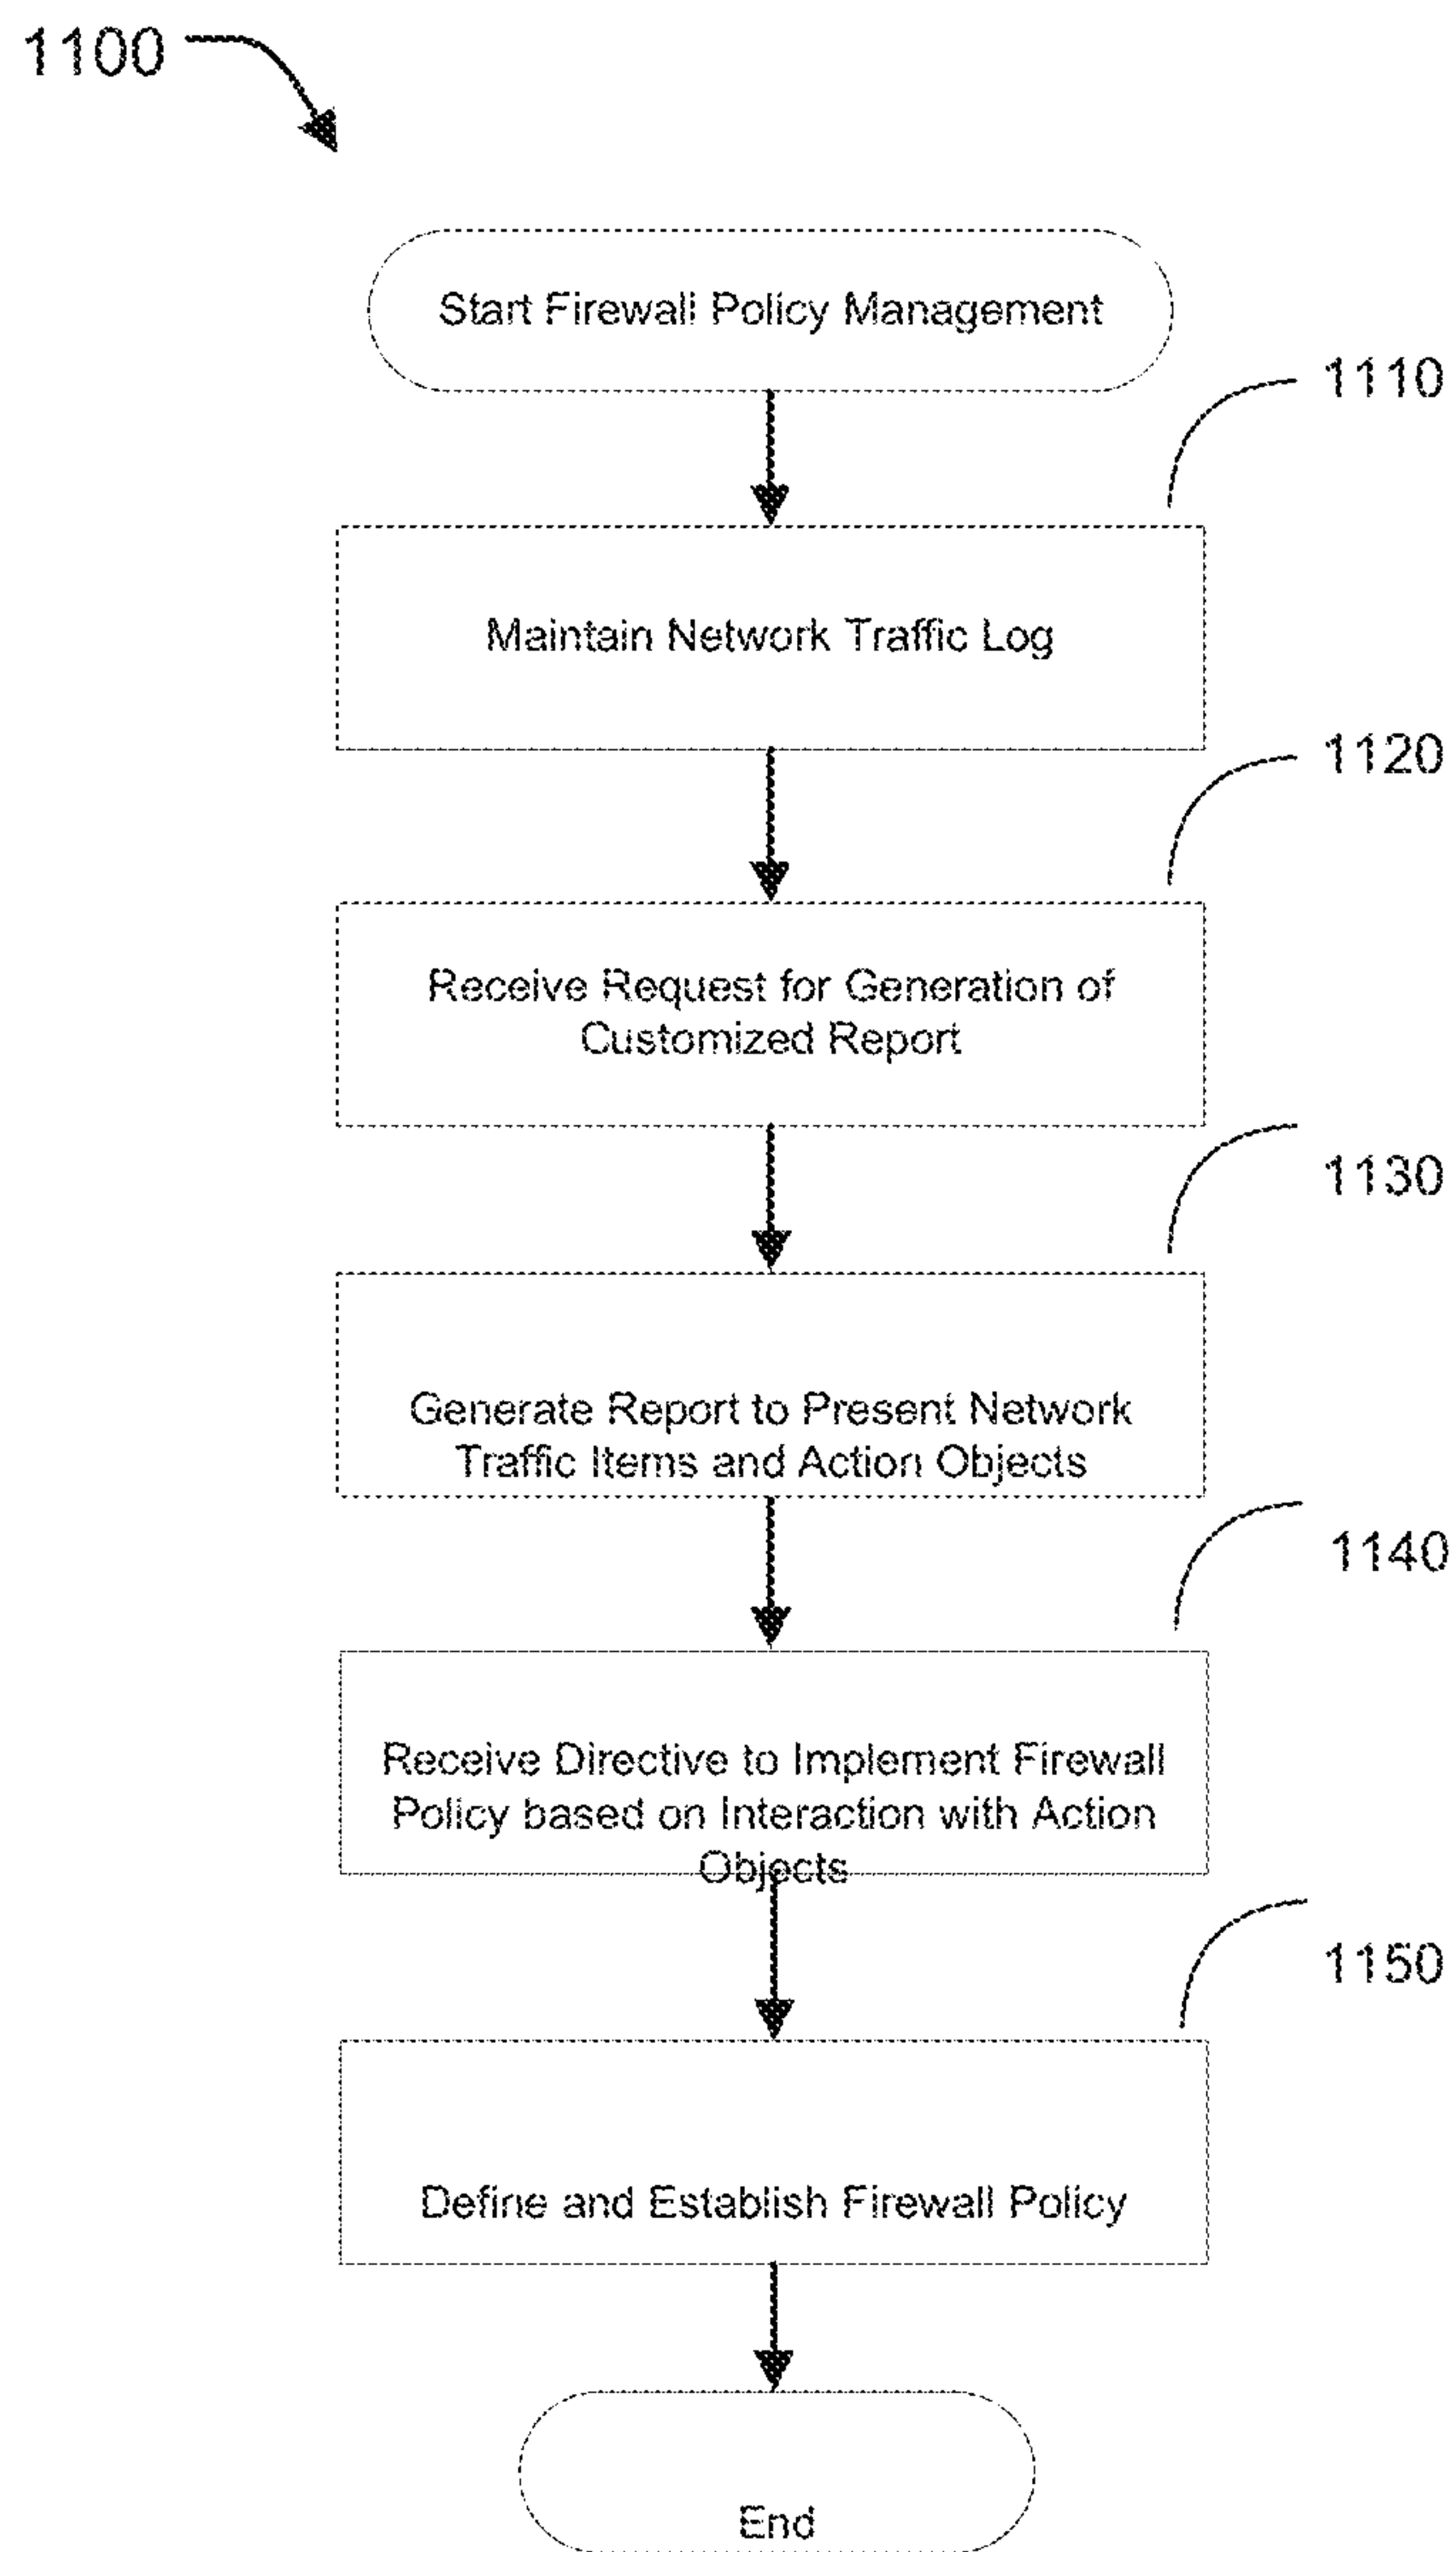 1100
Start Firewall Policy Management
1110
Maintain Network Traffic Log
1120
Receive Request for Generation of
Customized Report
1130
Generate Report to Present Network
Traffic Items and Action Objects
1140
Receive Directive to Implement Firewall
Policy based on Interaction with Action
Objects
1150
Define and Establish Firewall Policy
End